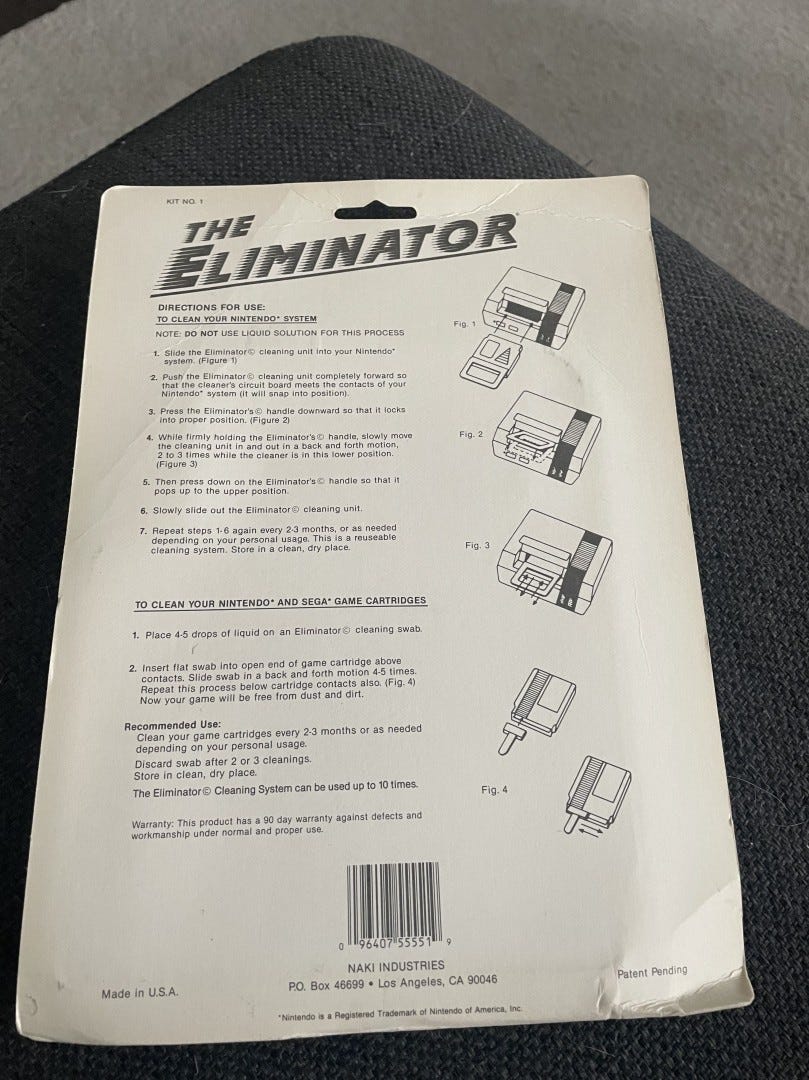 KIT NO. 1
THE
ELIMINATOR
DIRECTIONS FOR USE:
TO CLEAN YOUR NINTENDO* SYSTEM
NOTE: DO NOT USE LIQUID SOLUTION FOR THIS PROCESS
1. Slide the Eliminator© cleaning unit into your Nintendo*
system. (Figure 1)
2. Push the Eliminator© cleaning unit completely forward so
that the cleaner's circuit board meets the contacts of your
Nintendo* system (it will snap into position).
3. Press the Eliminator's© handle downward so that it locks
into proper position. (Figure 2)
4. While firmly holding the Eliminator's© handle, slowly move
the cleaning unit in and out in a back and forth motion,
2 to 3 times while the cleaner is in this lower position.
(Figure 3)
5. Then press down on the Eliminator's© handle so that it
pops up to the upper position.
6. Slowly slide out the Eliminator© cleaning unit.
7. Repeat steps 1-6 again every 2-3 months, or as needed
depending on your personal usage. This is a reuseable
cleaning system. Store in a clean, dry place.
Fig. 1
Fig. 2
Fig. 3
TO CLEAN YOUR NINTENDO* AND SEGA* GAME CARTRIDGES
1. Place 4-5 drops of liquid on an Eliminator© cleaning swab.
2. Insert flat swab into open end of game cartridge above
contacts. Slide swab in a back and forth motion 4-5 times.
Repeat this process below cartridge contacts also. (Fig. 4)
Now your game will be free from dust and dirt.
Recommended Use:
Clean your game cartridges every 2-3 months or as needed
depending on your personal usage.
Discard swab after 2 or 3 cleanings.
Store in clean, dry place.
The Eliminator© Cleaning System can be used up to 10 times.
Fig. 4
Warranty: This product has a 90 day warranty against defects and
workmanship under normal and proper use.
0 96407 55551 9
NAKI INDUSTRIES
P.O. Box 46699 • Los Angeles, CA 90046
Made in U.S.A.
Patent Pending
*Nintendo is a Registered Trademark of Nintendo of America, Inc.